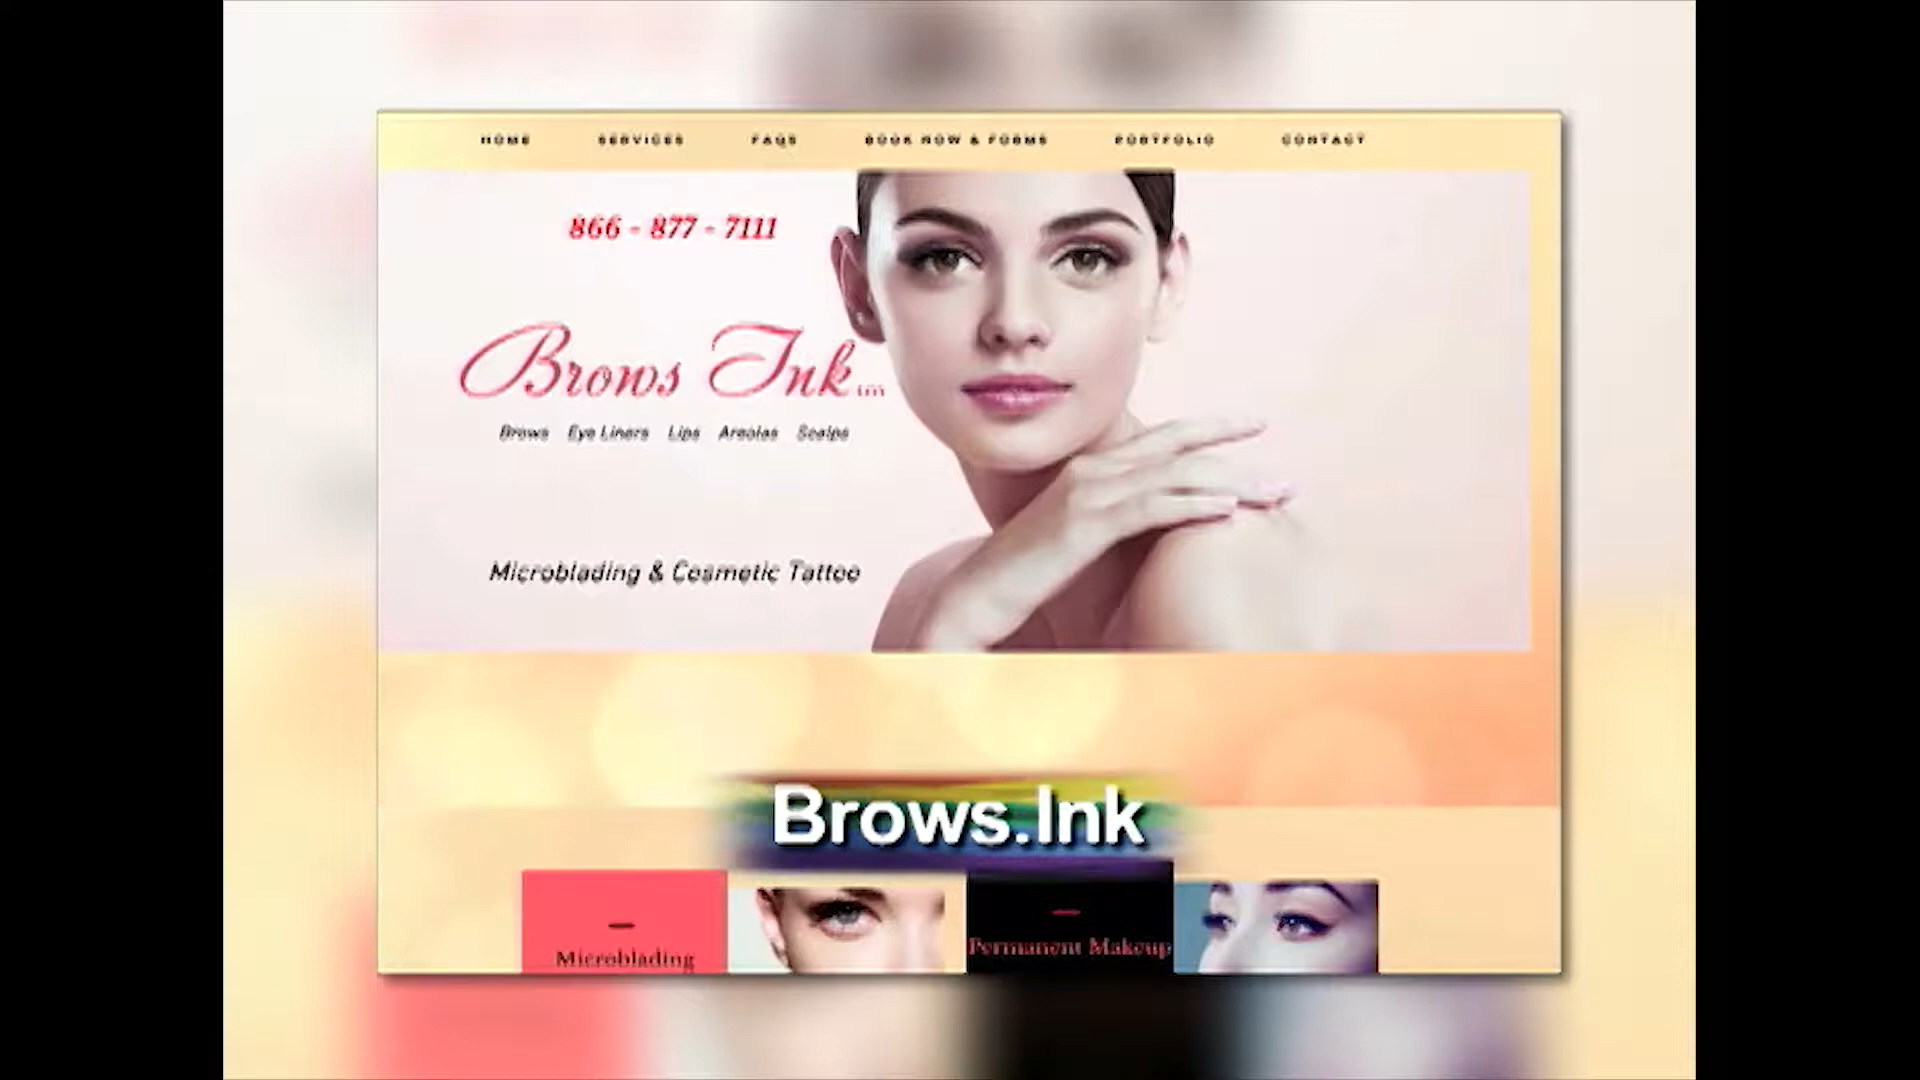 HOME SERVICES FAQS BOOK NOW & FORMS PORTFOLIO CONTACT
866 - 877 - 7111
Brows Ink
Brows Eye Liners Lips Areolas Scalps
Microblading & Cosmetic Tattoo
Brows.Ink
Microblading
Permanent Makeup